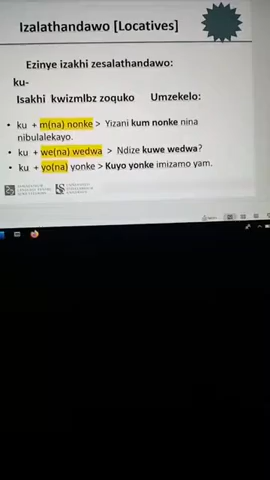 Izalathandawo [Locatives]
Ezinye izakhi zesalathandawo:
ku-
Isakhi kwizmlbz zoquko Umzekelo:
• ku + m(na) nonke > Yizani kum nonke nina
nibulalekayo.
• ku + we(na) wedwa > Ndize kuwe wedwa?
• ku + yo(na) yonke > Kuyo yonke imizamo yam.